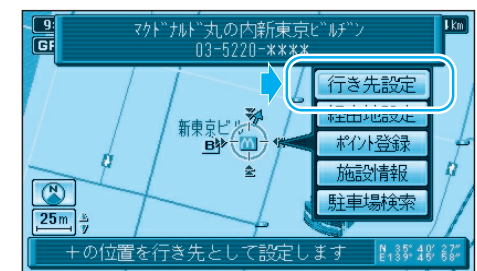 マクドナルド丸の内新東京ビルヂン
03-5220-****
9:
1km
GF
行き先設定
経由地設定
新東京ビル
B
ポイント登録
施設情報
駐車場検索
25m
+の位置を行き先として設定します
N 35°40'27"
E139°45'58"